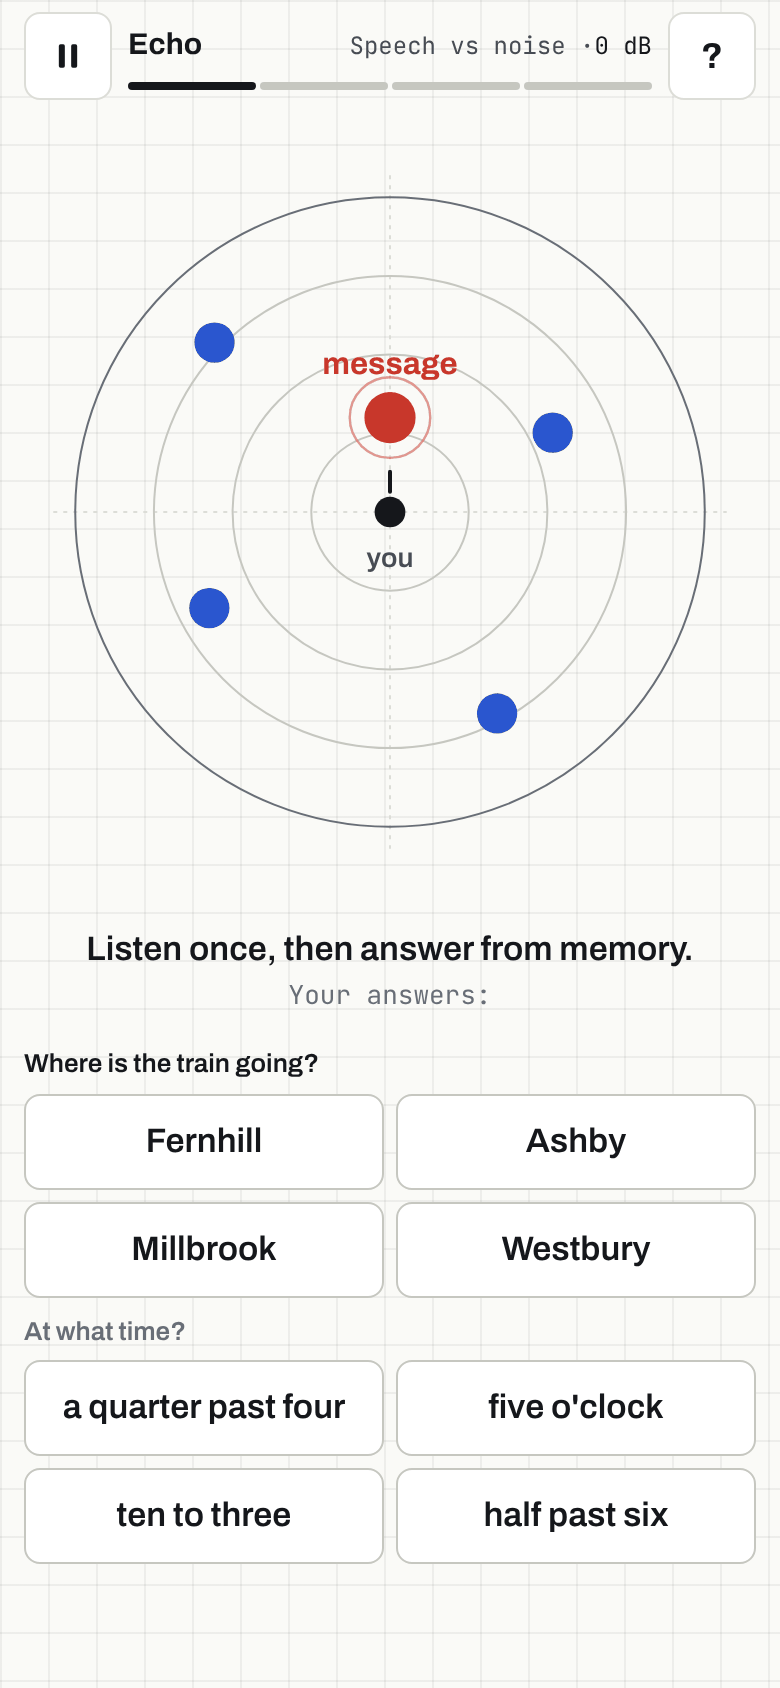 Echo
Speech vs noise ·0 dB
?
message
you
Listen once, then answer from memory.
Your answers:
Where is the train going?
Fernhill
Ashby
Millbrook
Westbury
At what time?
a quarter past four
five o'clock
ten to three
half past six